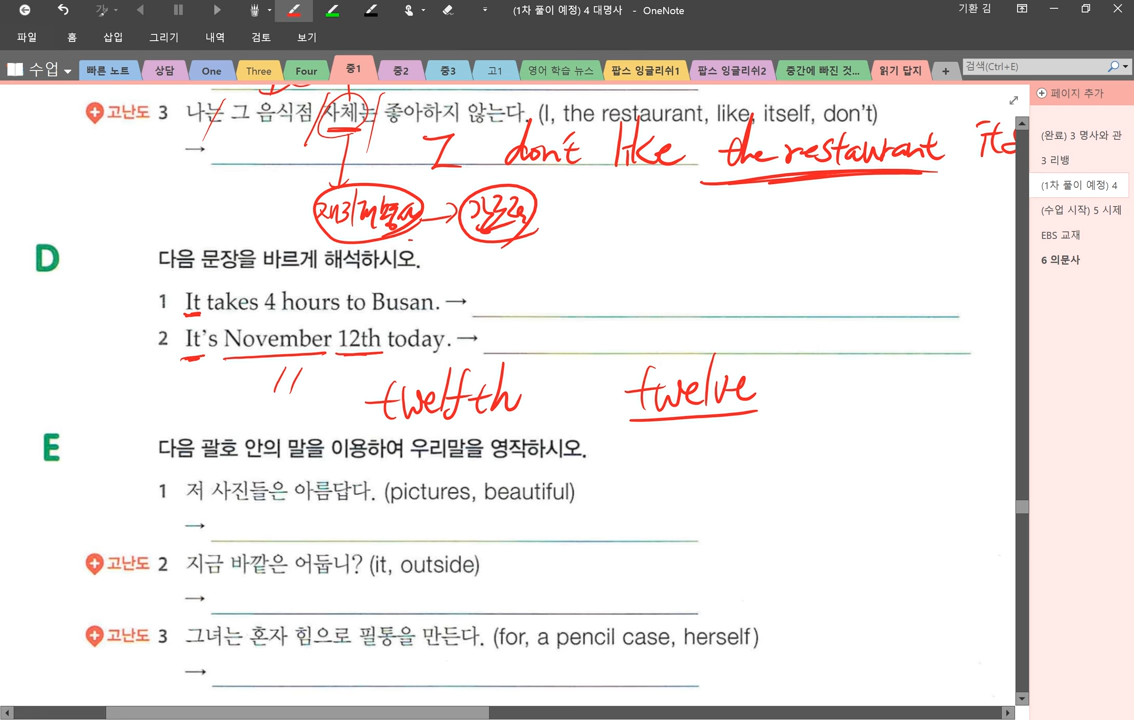 (1차 풀이 예정) 4 대명사 - OneNote
기환 김
파일 홈 삽입 그리기 내역 검토 보기
수업 빠른 노트 상담 One Three Four 중1 중2 중3 고1 영어 학습 뉴스 팝스 잉글리쉬1 팝스 잉글리쉬2 중간에 빠진 것... 읽기 답지 + 검색(Ctrl+E)
페이지 추가
(완료) 3 명사와 관
3 리뱅
(1차 풀이 예정) 4
(수업 시작) 5 시제
EBS 교재
6 의문사
고난도 3 나는 그 음식점 자체는 좋아하지 않는다. (I, the restaurant, like, itself, don't)
→ I don't like the restaurant its
D 다음 문장을 바르게 해석하시오.
1 It takes 4 hours to Busan. →
2 It's November 12th today. →
twelfth twelve
E 다음 괄호 안의 말을 이용하여 우리말을 영작하시오.
1 저 사진들은 아름답다. (pictures, beautiful)
→
고난도 2 지금 바깥은 어둡니? (it, outside)
→
고난도 3 그녀는 혼자 힘으로 필통을 만든다. (for, a pencil case, herself)
→